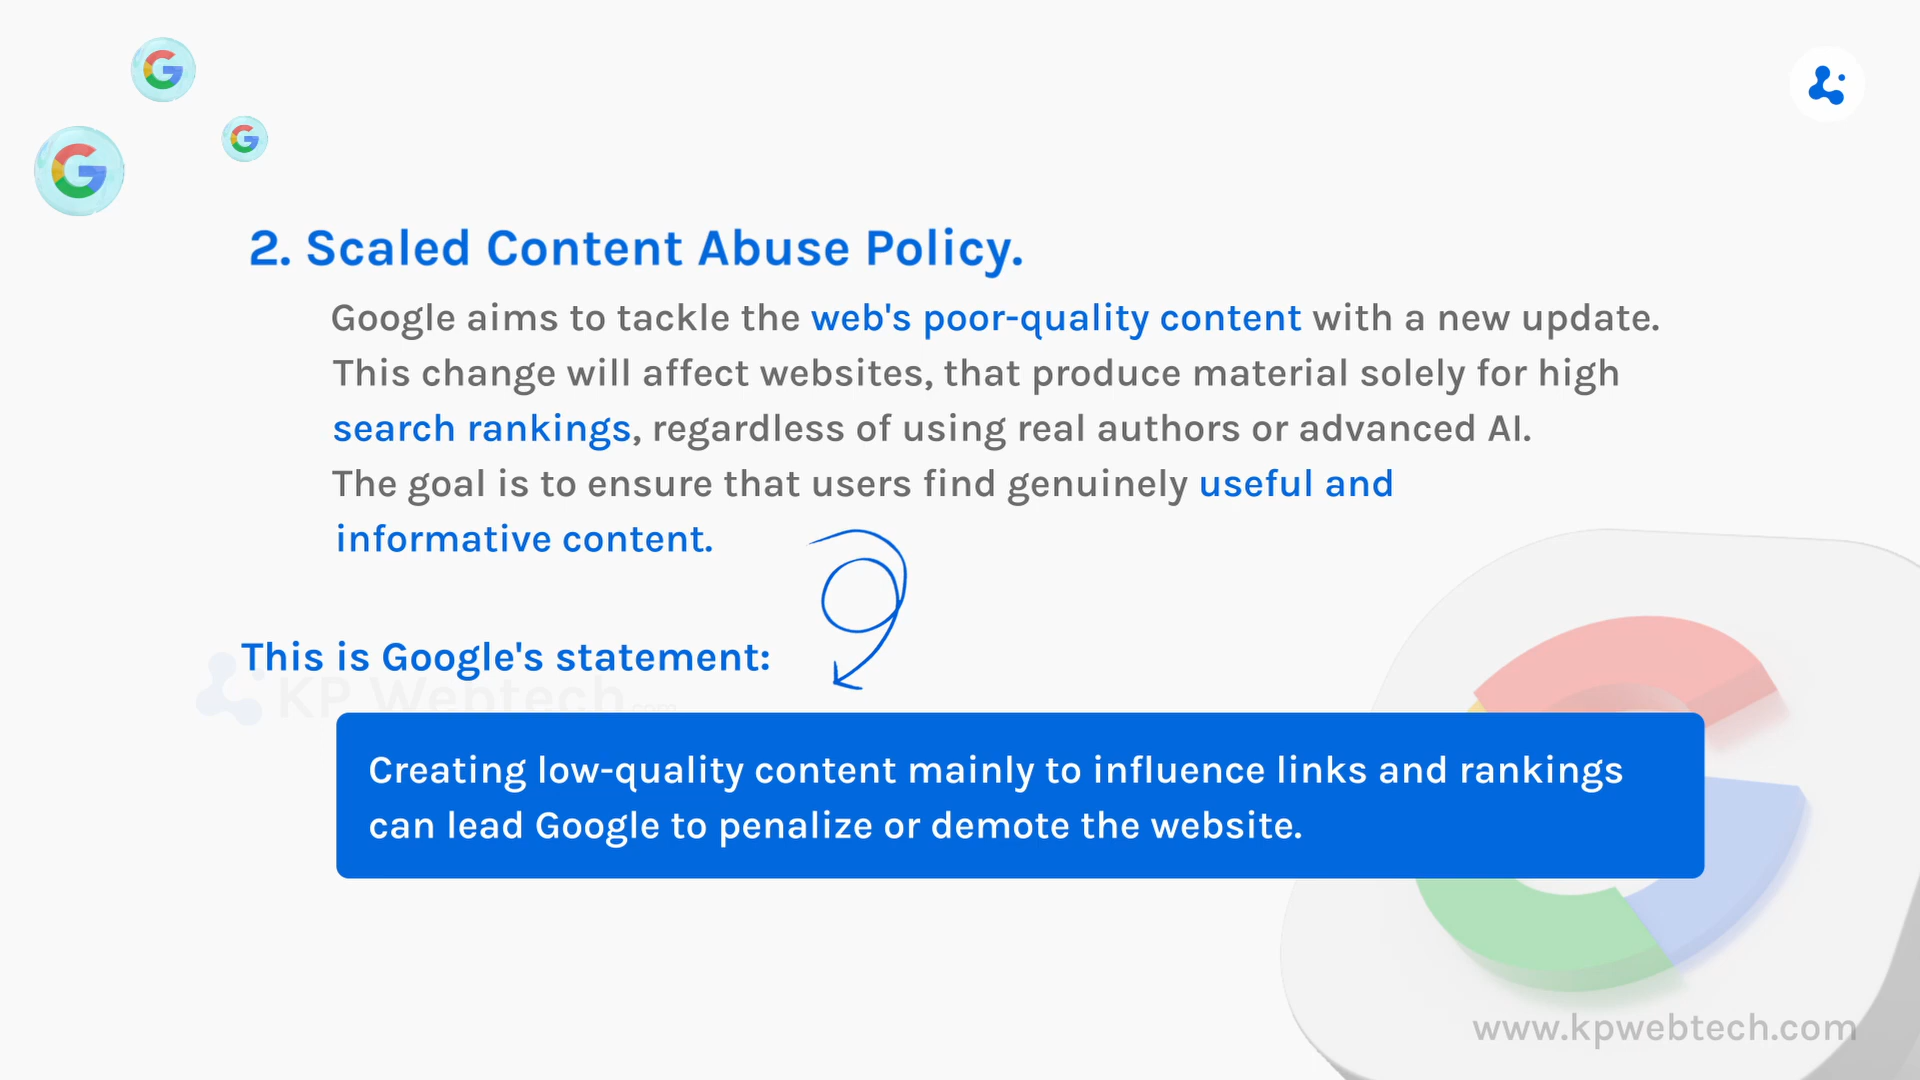 2. Scaled Content Abuse Policy.
Google aims to tackle the web's poor-quality content with a new update.
This change will affect websites, that produce material solely for high
search rankings, regardless of using real authors or advanced AI.
The goal is to ensure that users find genuinely useful and
informative content.
This is Google's statement:
KP Webtech.com
Creating low-quality content mainly to influence links and rankings
can lead Google to penalize or demote the website.
www.kpwebtech.com